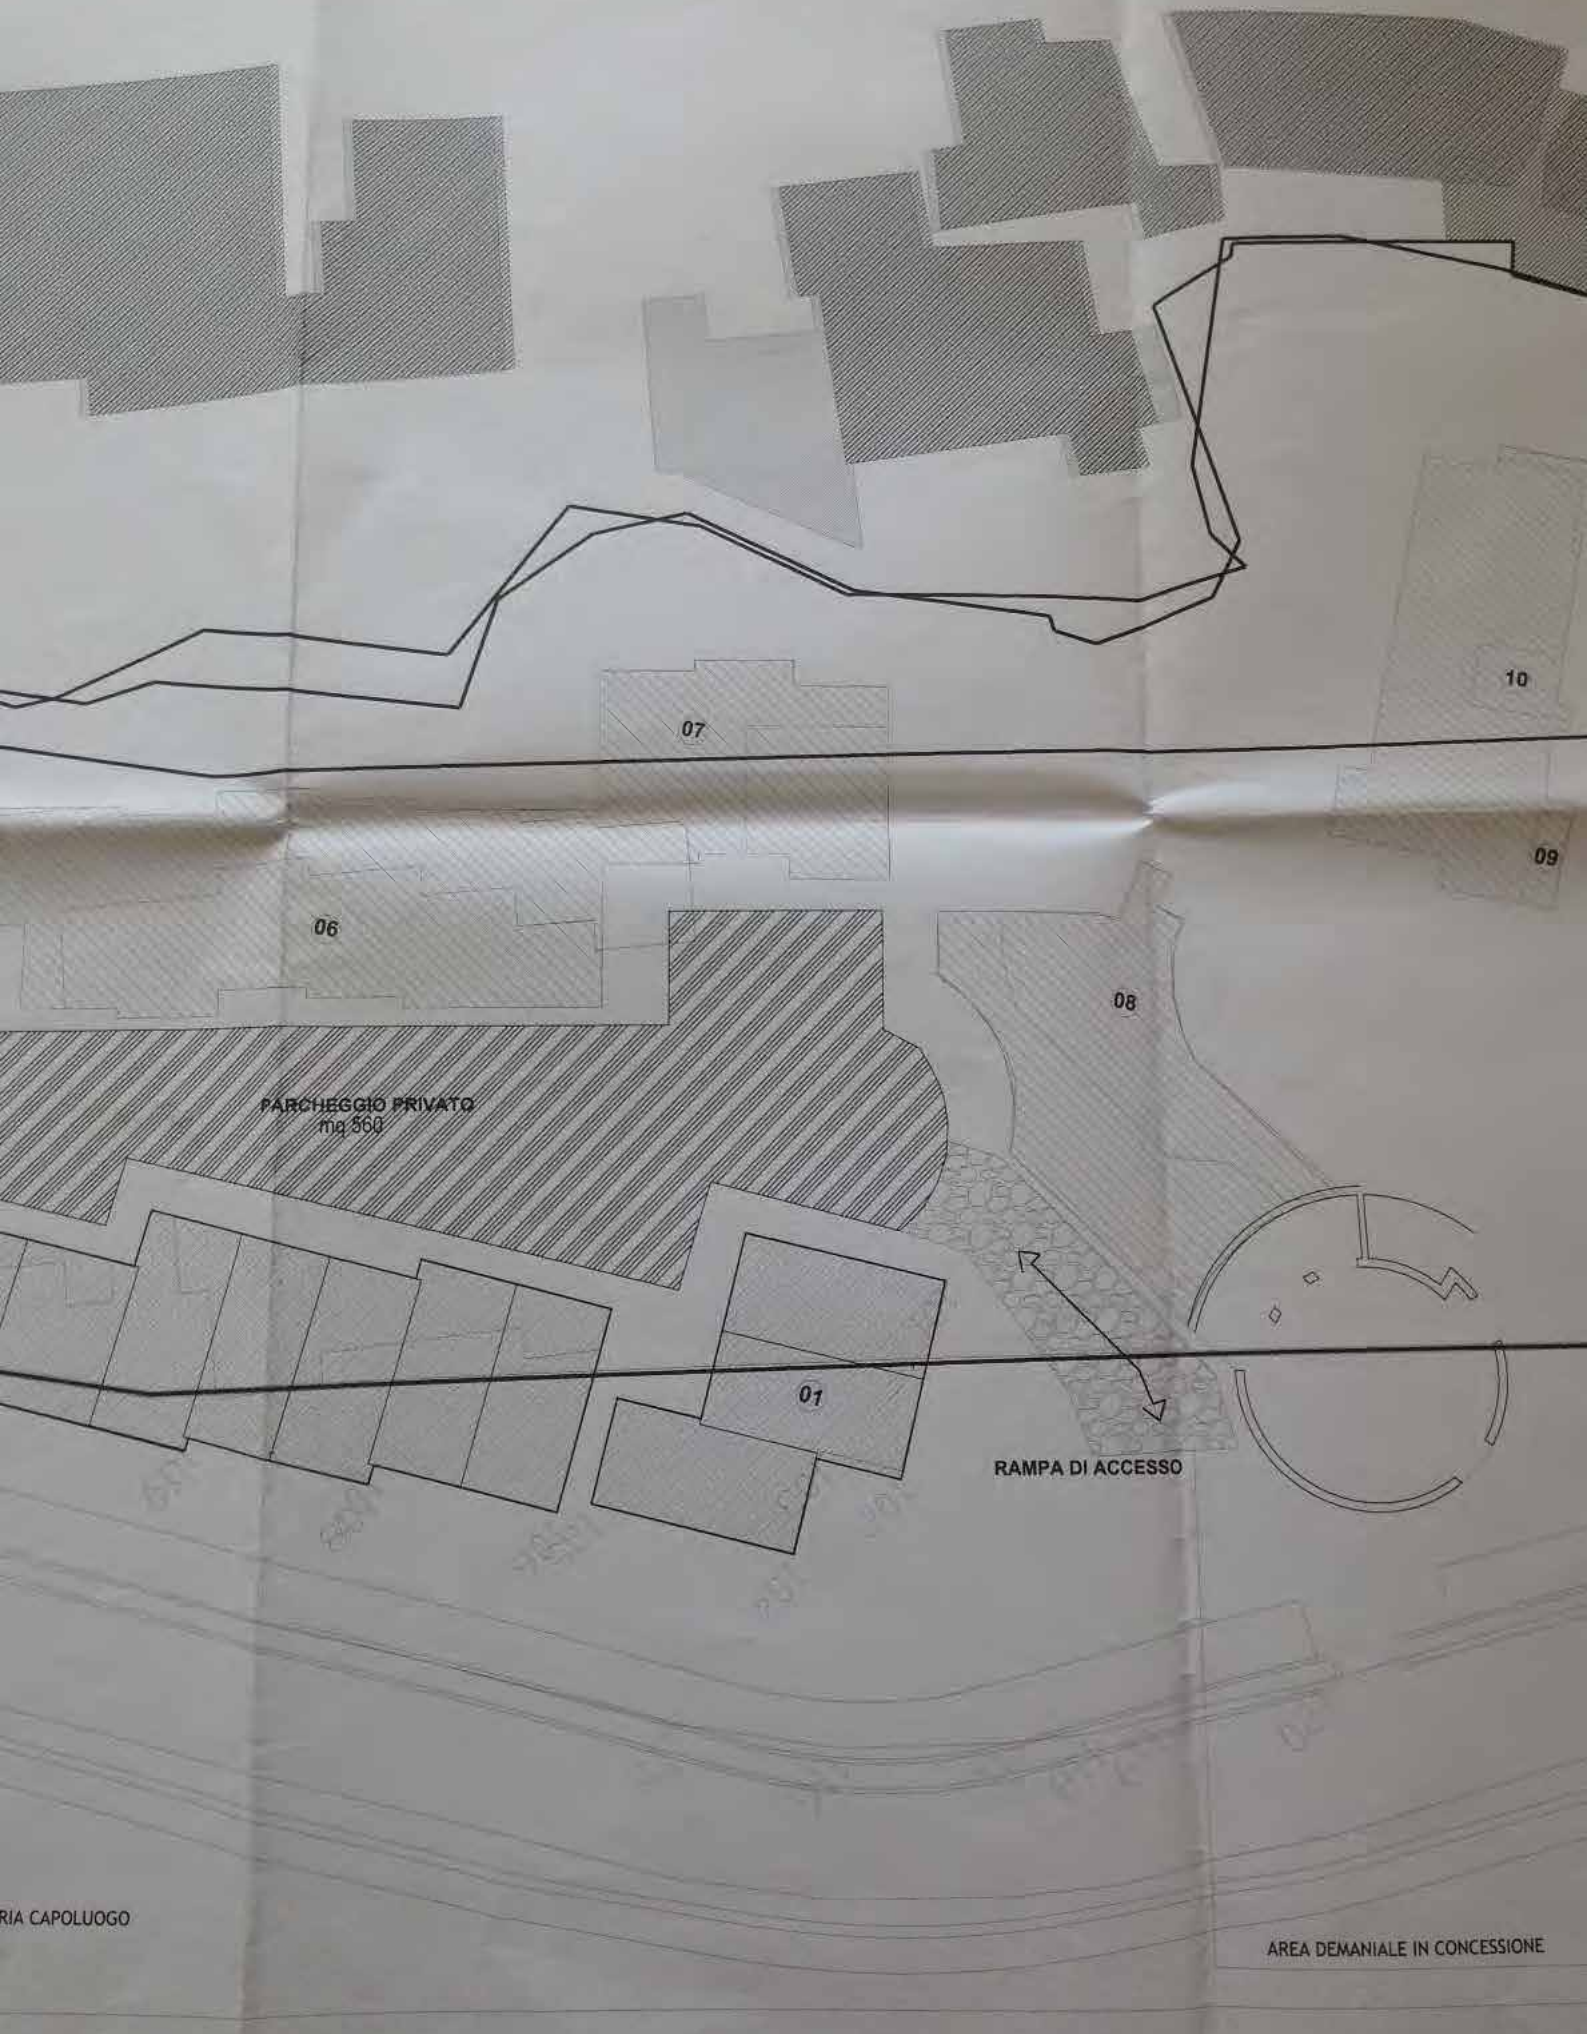 10
07
09
06
08
PARCHEGGIO PRIVATO
mq 560
01
RAMPA DI ACCESSO
RIA CAPOLUOGO
AREA DEMANIALE IN CONCESSIONE